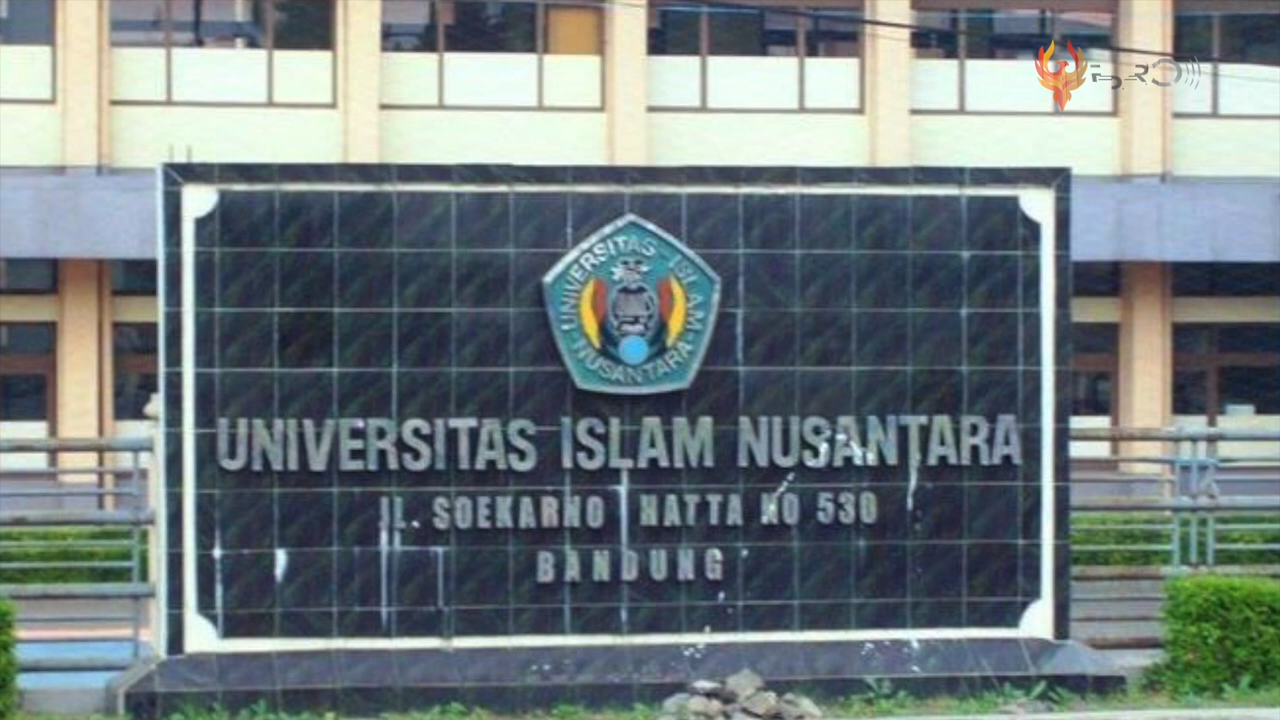 UNIVERSITAS ISLAM
NUSANTARA
UNIVERSITAS ISLAM NUSANTARA
JL. SOEKARNO HATTA NO 530
BANDUNG